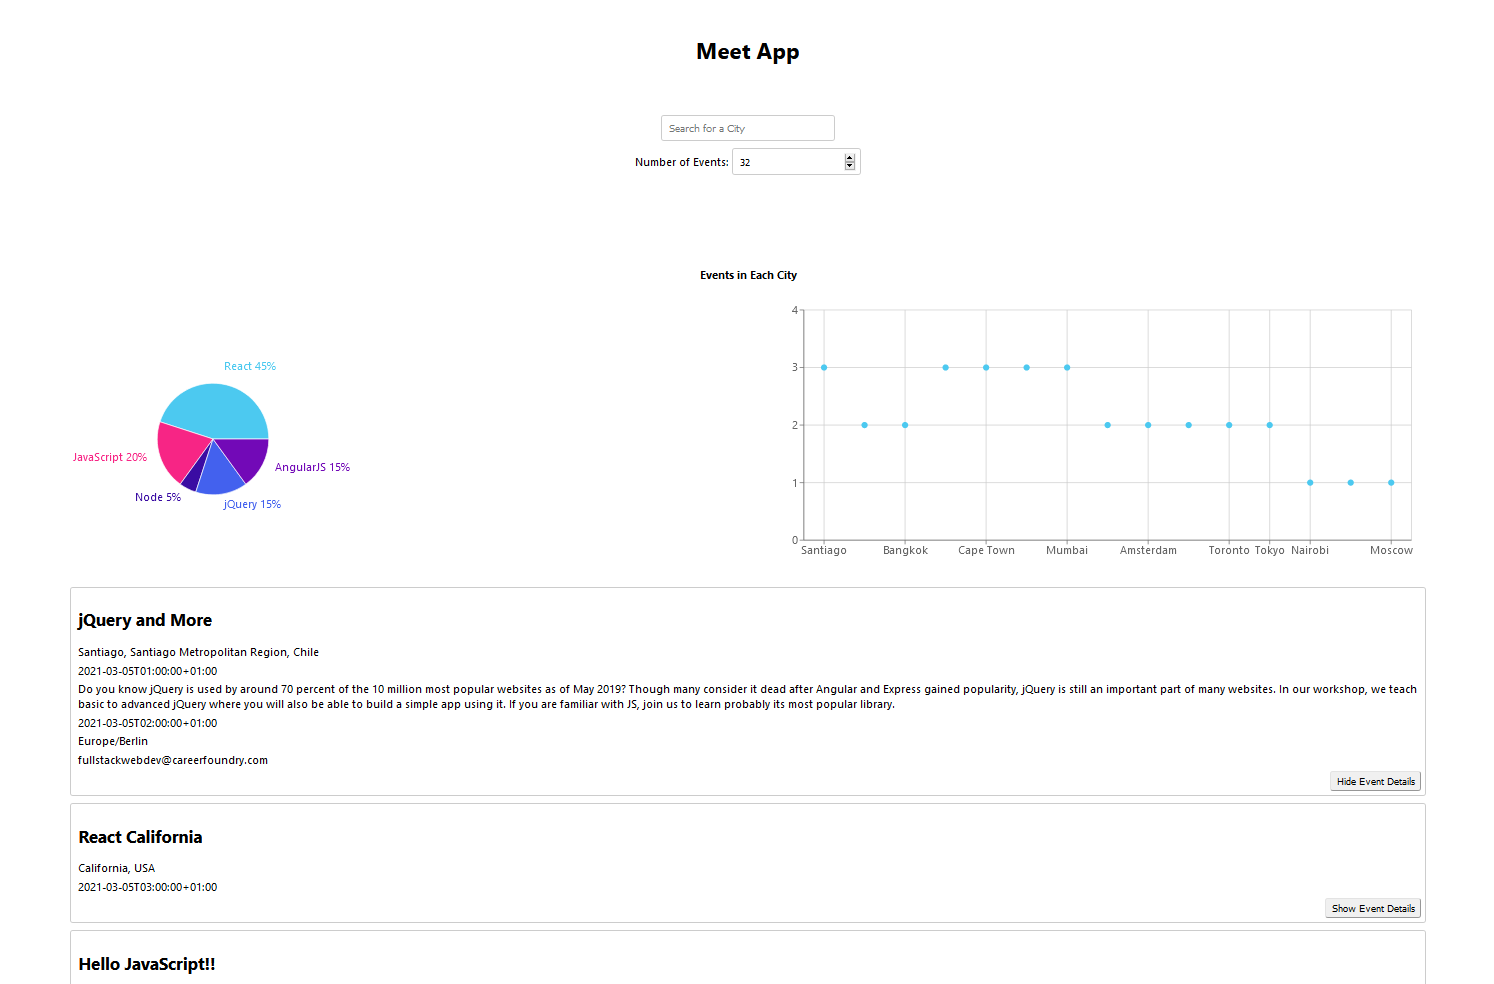 Meet App
Search for a City
Number of Events: 32
Events in Each City
React 45%
JavaScript 20%
AngularJS 15%
Node 5%
jQuery 15%
4
3
2
1
0
Santiago Bangkok Cape Town Mumbai Amsterdam Toronto Tokyo Nairobi Moscow
jQuery and More
Santiago, Santiago Metropolitan Region, Chile
2021-03-05T01:00:00+01:00
Do you know jQuery is used by around 70 percent of the 10 million most popular websites as of May 2019? Though many consider it dead after Angular and Express gained popularity, jQuery is still an important part of many websites. In our workshop, we teach
basic to advanced jQuery where you will also be able to build a simple app using it. If you are familiar with JS, join us to learn probably its most popular library.
2021-03-05T02:00:00+01:00
Europe/Berlin
fullstackwebdev@careerfoundry.com
Hide Event Details
React California
California, USA
2021-03-05T03:00:00+01:00
Show Event Details
Hello JavaScript!!